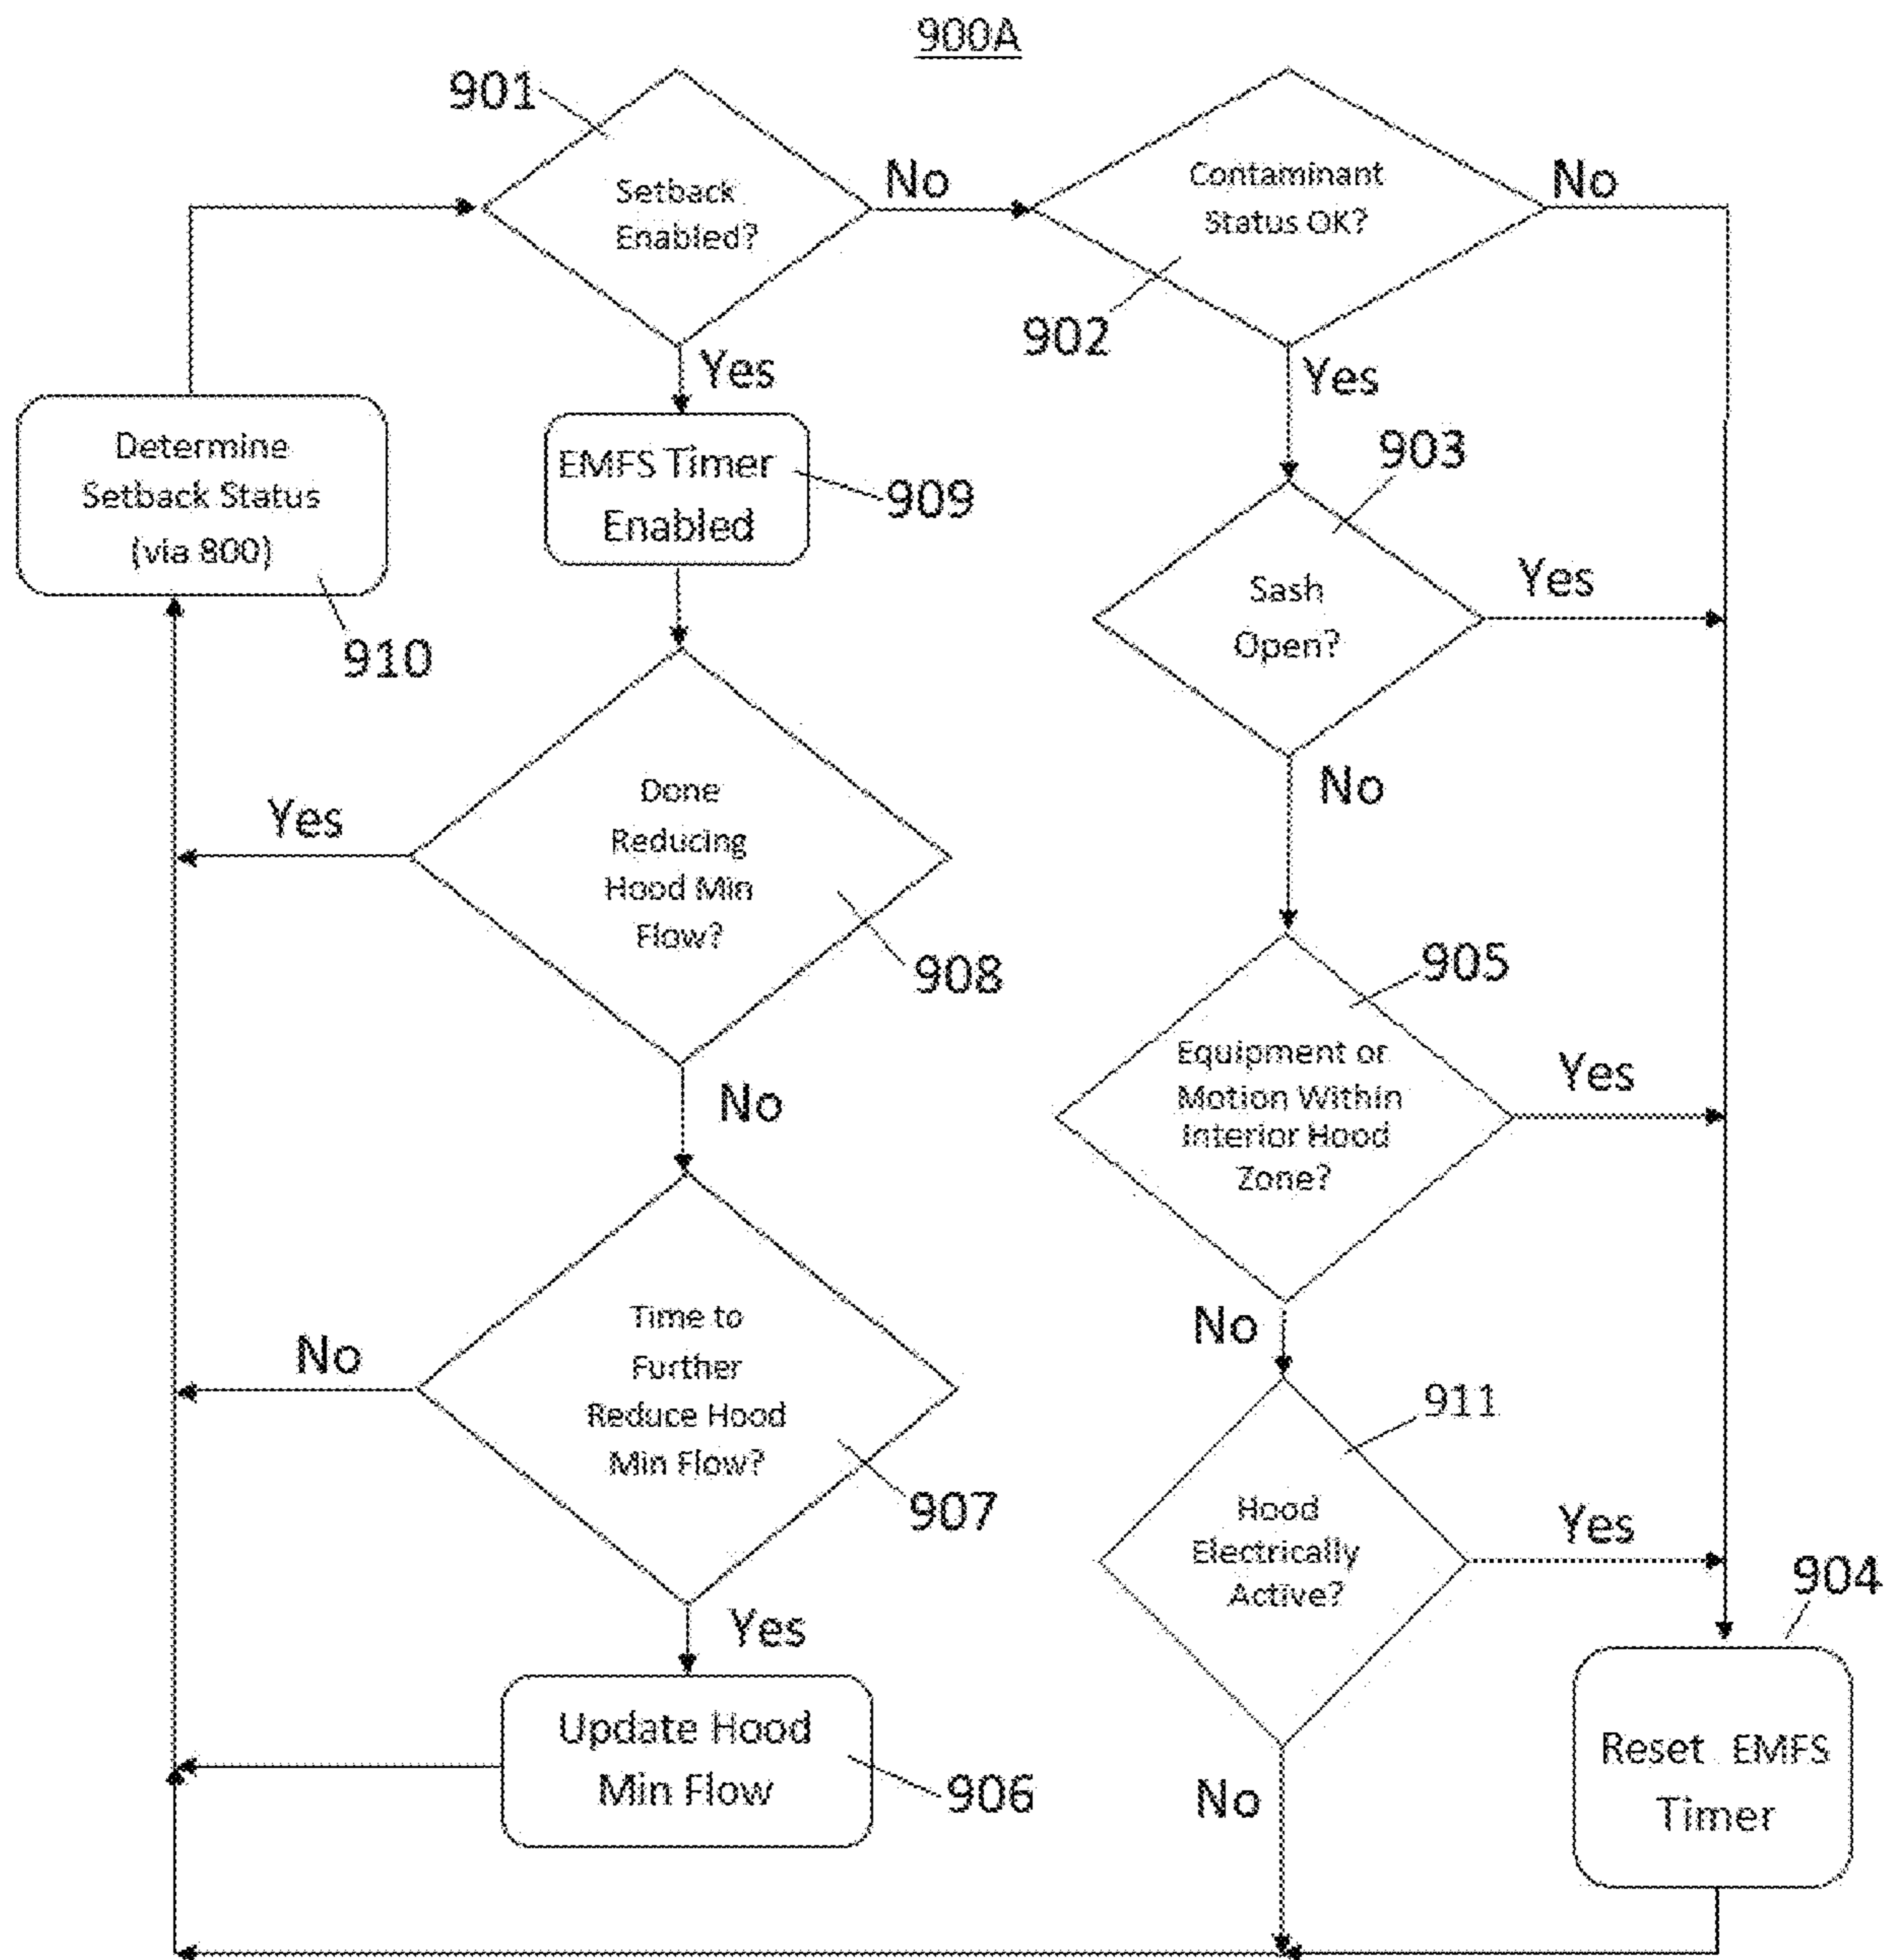 900A
901
Setback
Enabled?
No
Contaminant
Status OK?
No
902
Yes
Yes
Determine
Setback Status
(via 800)
910
EMFS Timer
Enabled
909
903
Sash
Open?
Yes
No
Done
Reducing
Hood Min
Flow?
Yes
908
No
905
Equipment or
Motion Within
Interior Hood
Zone?
Yes
No
Time to
Further
Reduce Hood
Min Flow?
No
907
Yes
911
Hood
Electrically
Active?
Yes
No
904
Update Hood
Min Flow
906
Reset EMFS
Timer